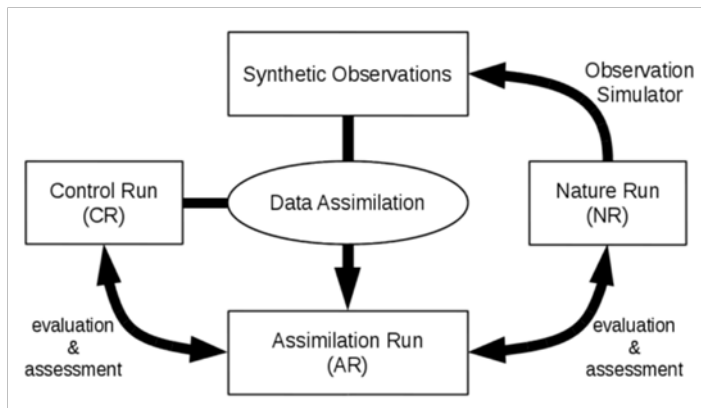 Synthetic Observations
Observation
Simulator
Control Run
(CR)
Data Assimilation
Nature Run
(NR)
evaluation
&
assessment
Assimilation Run
(AR)
evaluation
&
assessment